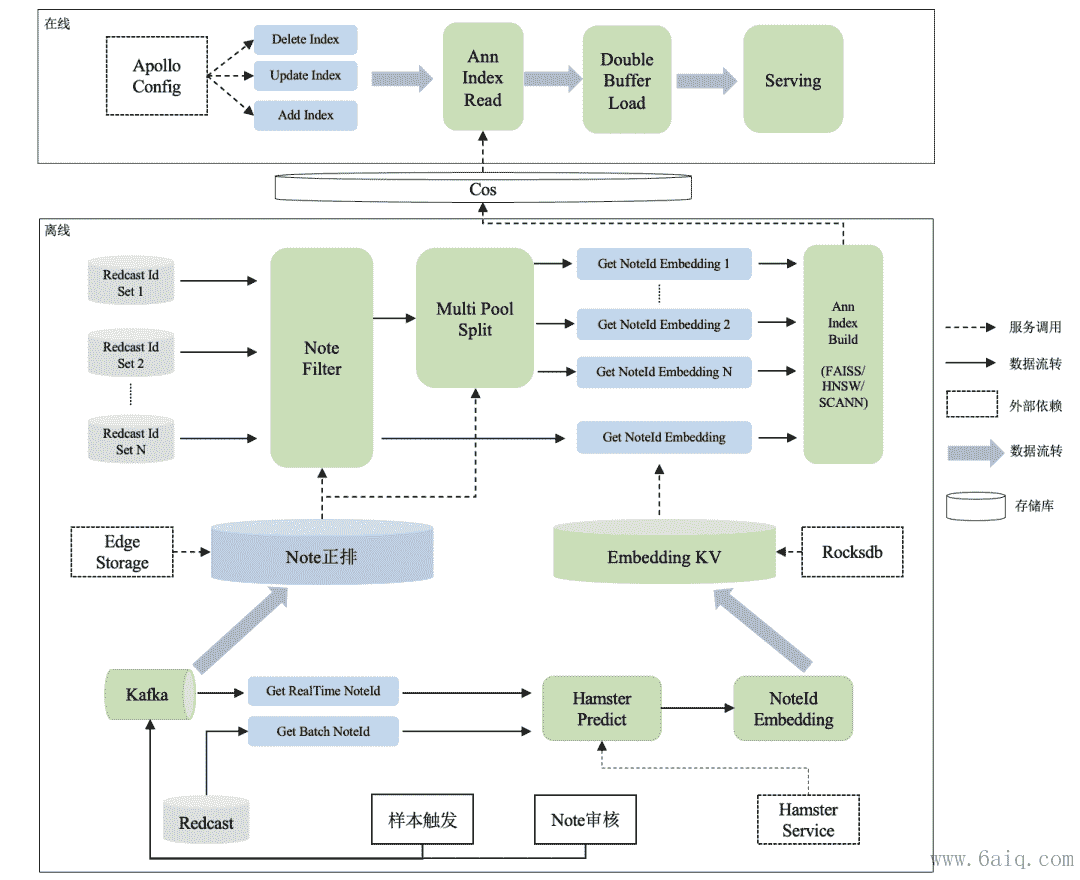 在线
Apollo
Config
Delete Index
Update Index
Add Index
Ann
Index
Read
Double
Buffer
Load
Serving
Cos
离线
Redcast Id
Set 1
Redcast Id
Set 2
Redcast Id
Set N
Note
Filter
Multi Pool
Split
Get NoteId Embedding 1
Get NoteId Embedding 2
Get NoteId Embedding N
Get NoteId Embedding
Ann
Index
Build
(FAISS/
HNSW/
SCANN)
服务调用
数据流转
外部依赖
数据流转
存储库
Edge
Storage
Note正排
Embedding KV
Rocksdb
Kafka
Get RealTime NoteId
Get Batch NoteId
Hamster
Predict
NoteId
Embedding
Redcast
样本触发
Note审核
Hamster
Service
www.6aiq.com